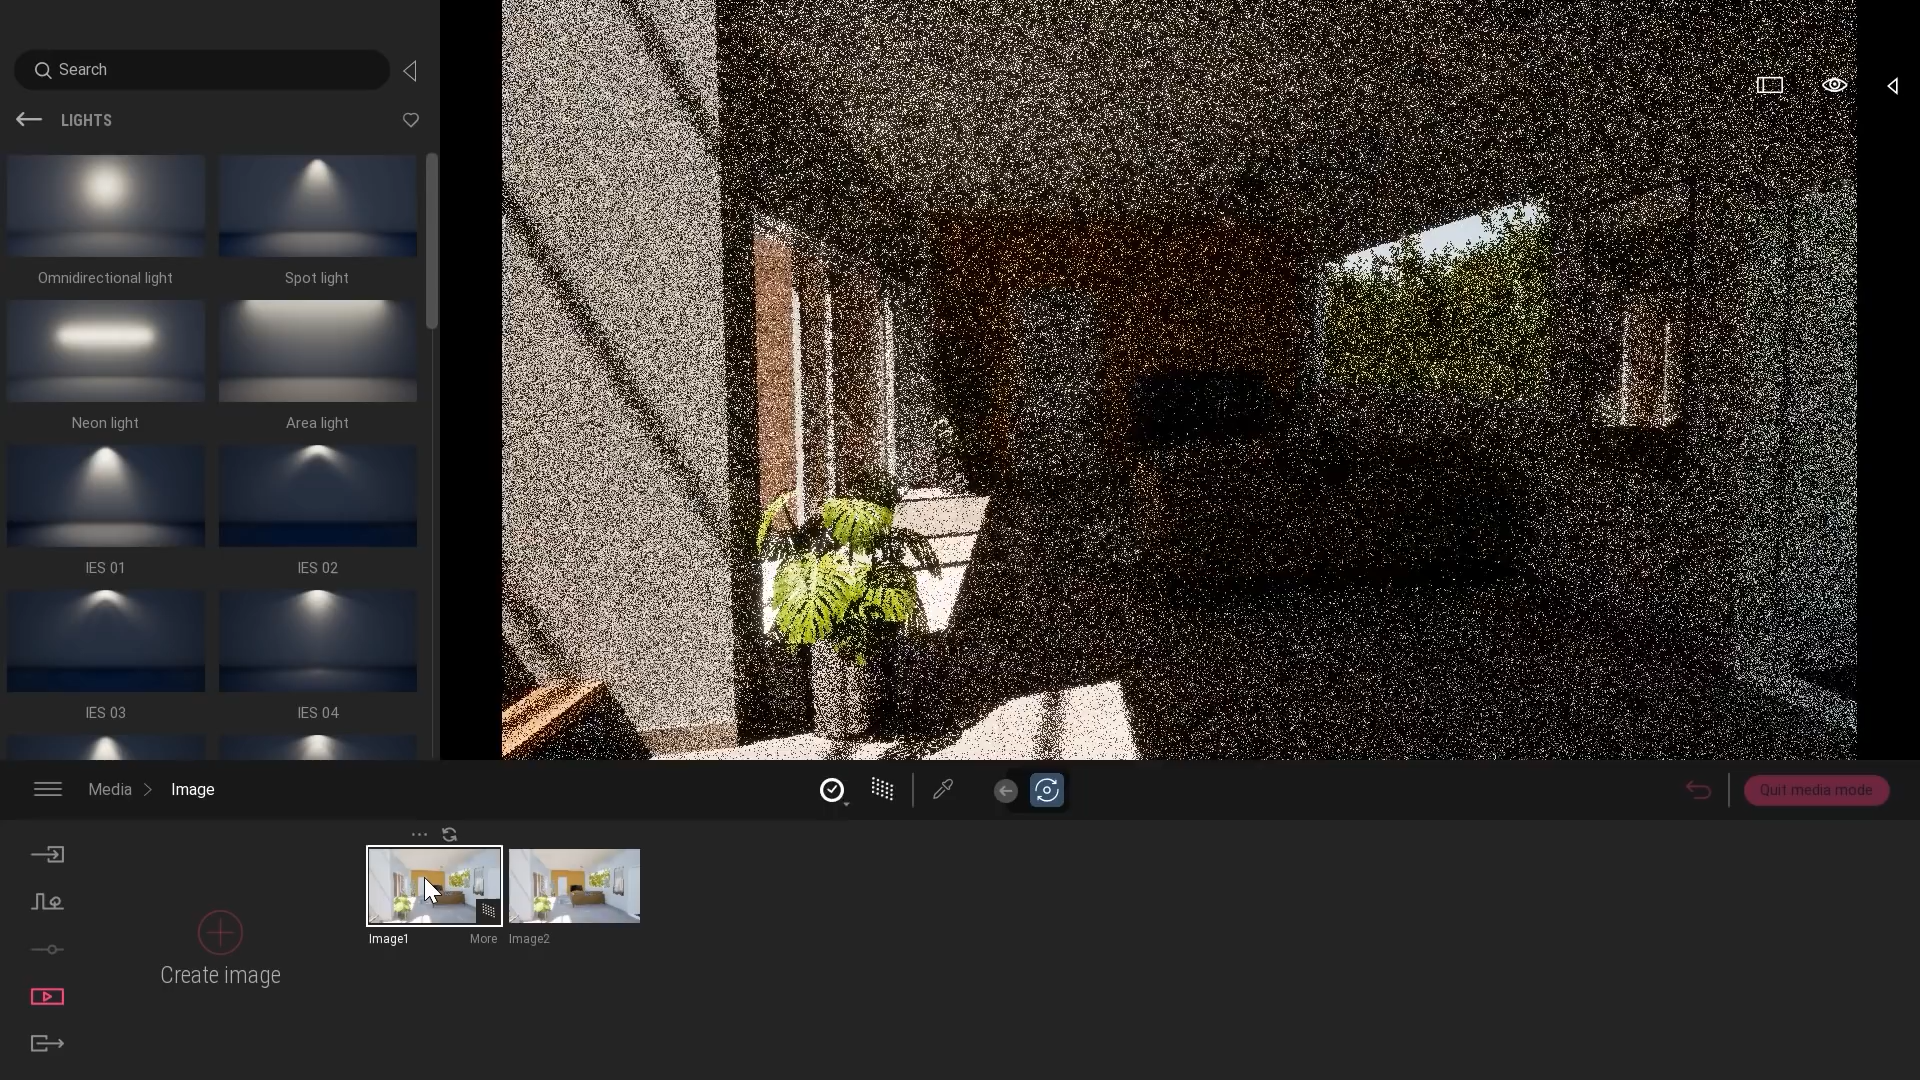 Search
LIGHTS
Omnidirectional light
Spot light
Neon light
Area light
IES 01
IES 02
IES 03
IES 04
Media
Image
Quit media mode
Create image
Image1
More
Image2